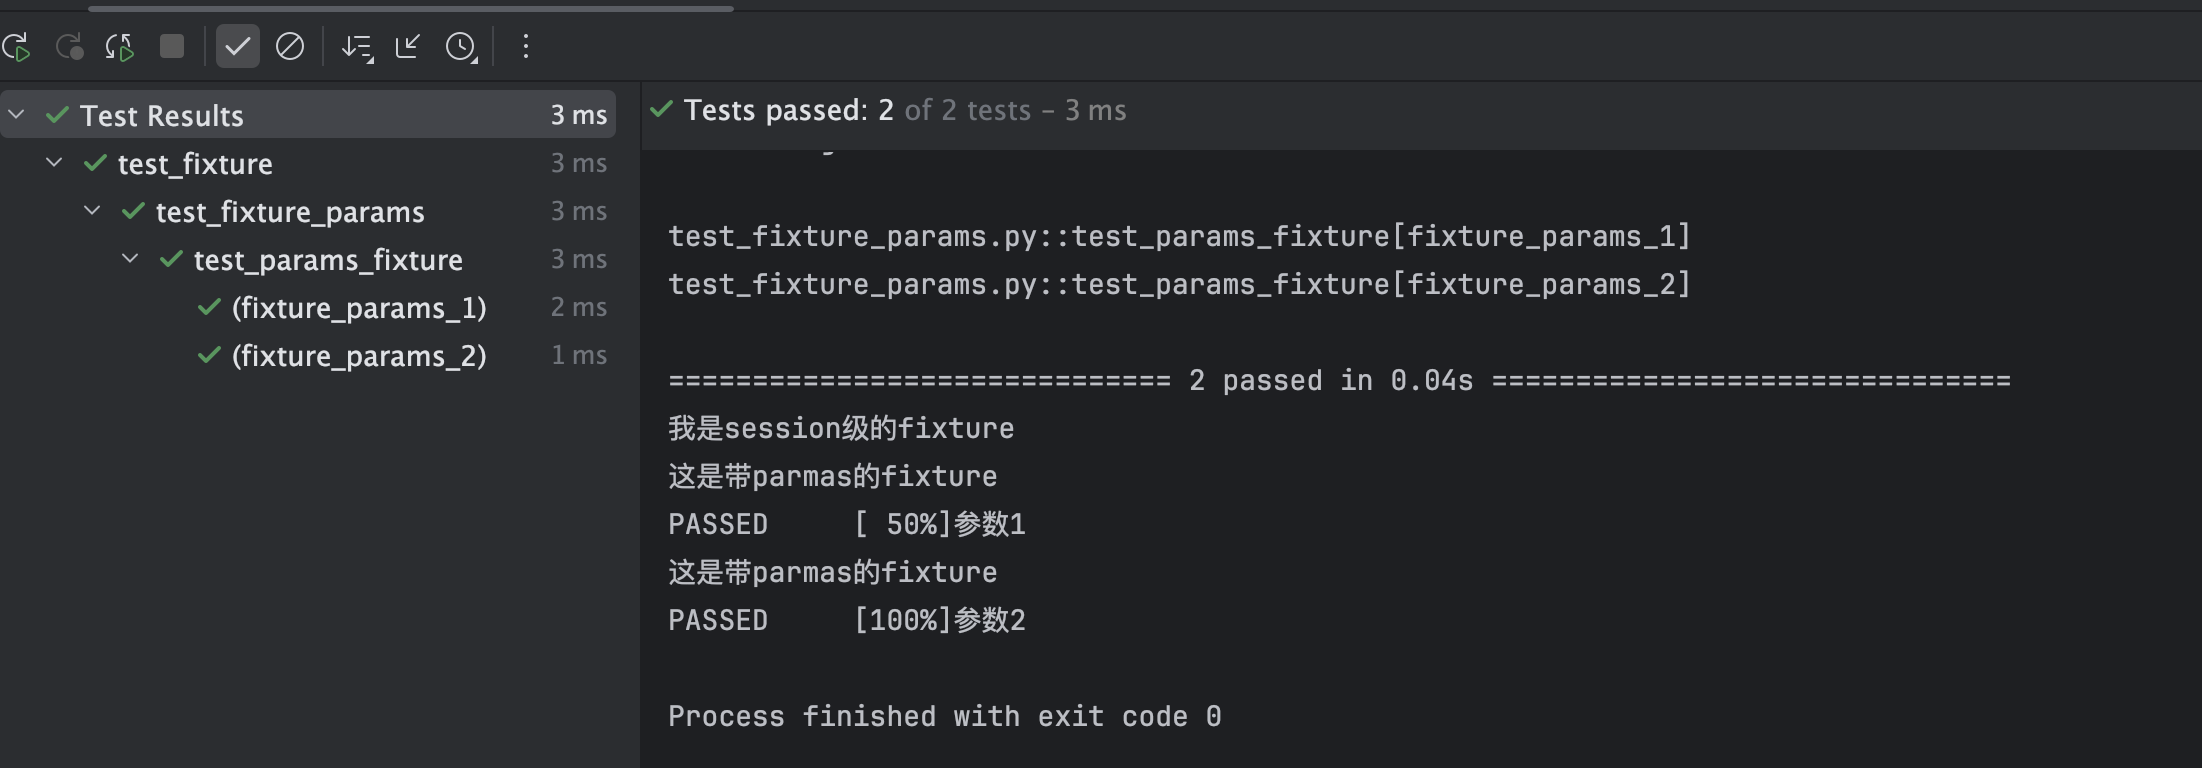 Test Results 3 ms
test_fixture 3 ms
test_fixture_params 3 ms
test_params_fixture 3 ms
(fixture_params_1) 2 ms
(fixture_params_2) 1 ms
Tests passed: 2 of 2 tests – 3 ms
test_fixture_params.py::test_params_fixture[fixture_params_1]
test_fixture_params.py::test_params_fixture[fixture_params_2]
============================== 2 passed in 0.04s ===============================
我是session级的fixture
这是带parmas的fixture
PASSED     [ 50%]参数1
这是带parmas的fixture
PASSED     [100%]参数2
Process finished with exit code 0